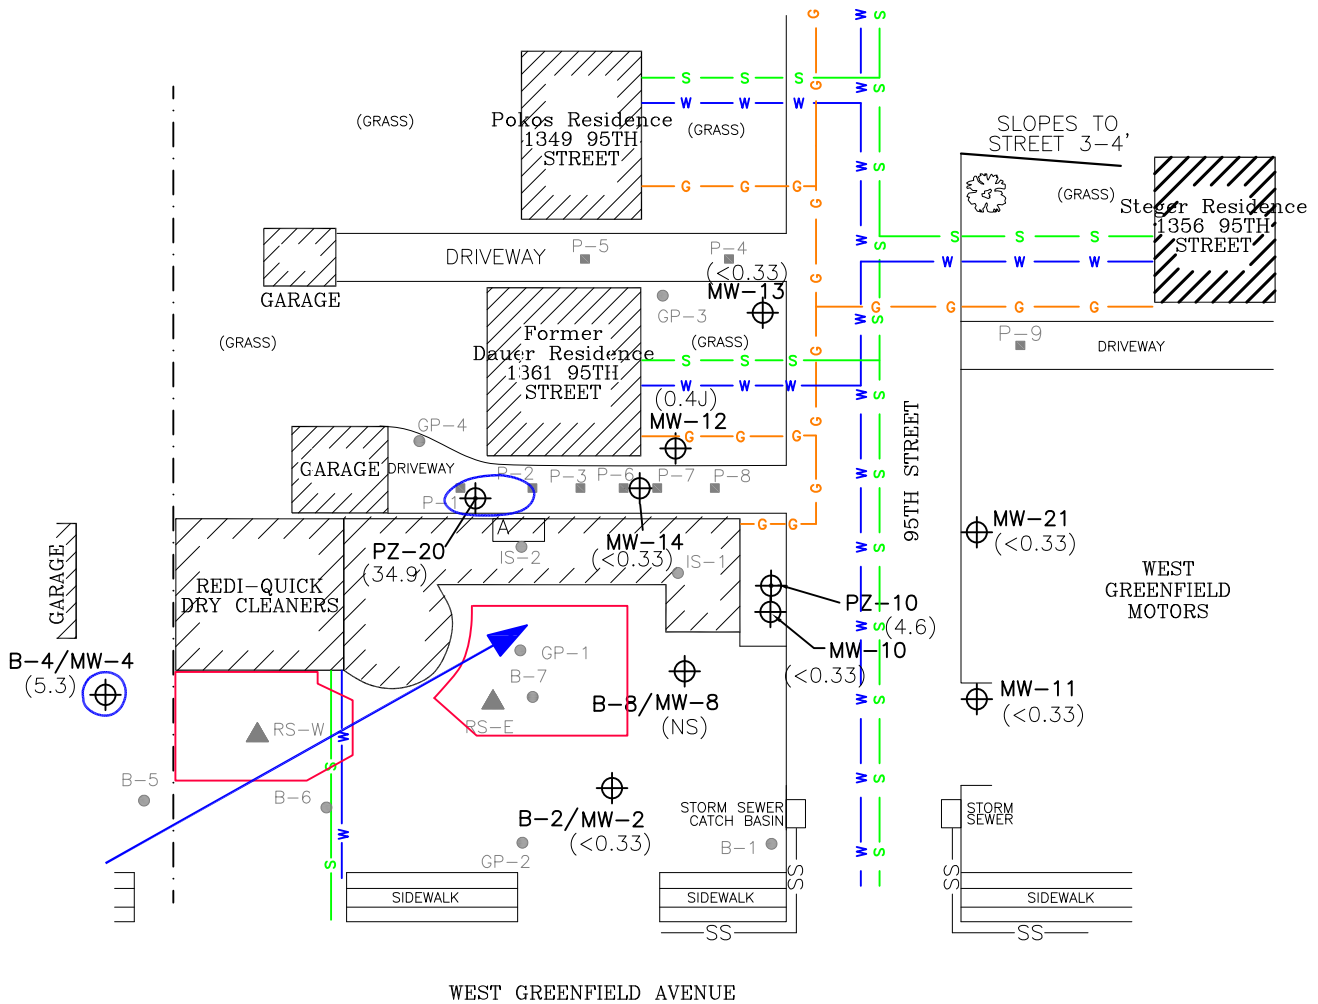 G W S
S S S
G W S
W W W
(GRASS)
Pokos Residence
1349 95TH
STREET
(GRASS)
SLOPES TO
STREET 3-4'
W S
G G G
(GRASS)
G
Steger Residence
1356 95TH
STREET
S S S
W S
DRIVEWAY
P-5
P-4
(<0.33)
W W W
GARAGE
MW-13
GP-3
G
G G G G
W S
(GRASS)
Former
Dauer Residence
1361 95TH
STREET
(GRASS)
P-9
DRIVEWAY
S S S
G
W W W
W S
(0.4J)
MW-12
G
GP-4
G G G
95TH STREET
GARAGE
DRIVEWAY
P-1
P-2
P-3
P-6
P-7
P-8
W S
G
A
G G
MW-21
(<0.33)
PZ-20
(34.9)
IS-2
MW-14
(<0.33)
IS-1
W S
GARAGE
REDI-QUICK
DRY CLEANERS
WEST
GREENFIELD
MOTORS
PZ-10
(4.6)
W S
MW-10
(<0.33)
B-4/MW-4
(5.3)
GP-1
B-7
B-8/MW-8
(NS)
RS-E
RS-W
MW-11
(<0.33)
W S
W
S
B-5
B-6
W S
B-2/MW-2
(<0.33)
STORM SEWER
CATCH BASIN
STORM
SEWER
W
S
GP-2
B-1
W S
SS
SS
SIDEWALK
SIDEWALK
SIDEWALK
SS
SS
WEST GREENFIELD AVENUE